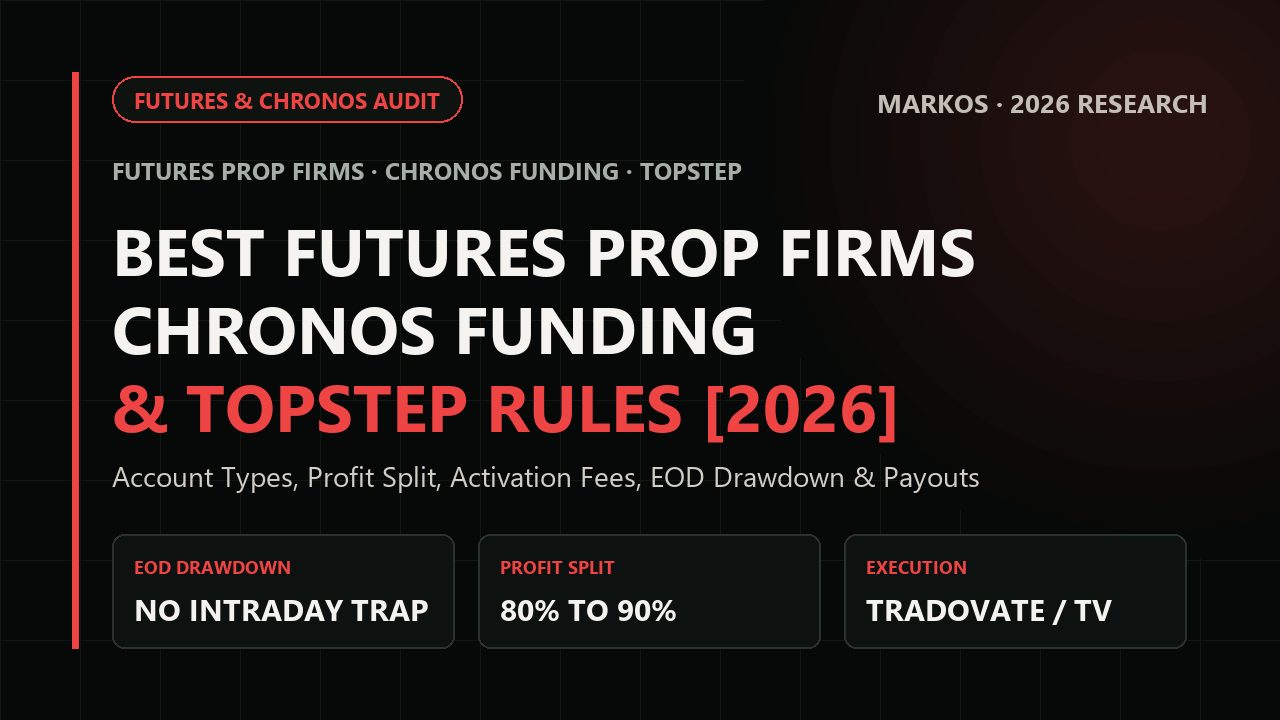 FUTURES & CHRONOS AUDIT
MARKOS · 2026 RESEARCH
FUTURES PROP FIRMS · CHRONOS FUNDING · TOPSTEP
BEST FUTURES PROP FIRMS
CHRONOS FUNDING
& TOPSTEP RULES [2026]
Account Types, Profit Split, Activation Fees, EOD Drawdown & Payouts
EOD DRAWDOWN
NO INTRADAY TRAP
PROFIT SPLIT
80% TO 90%
EXECUTION
TRADOVATE / TV